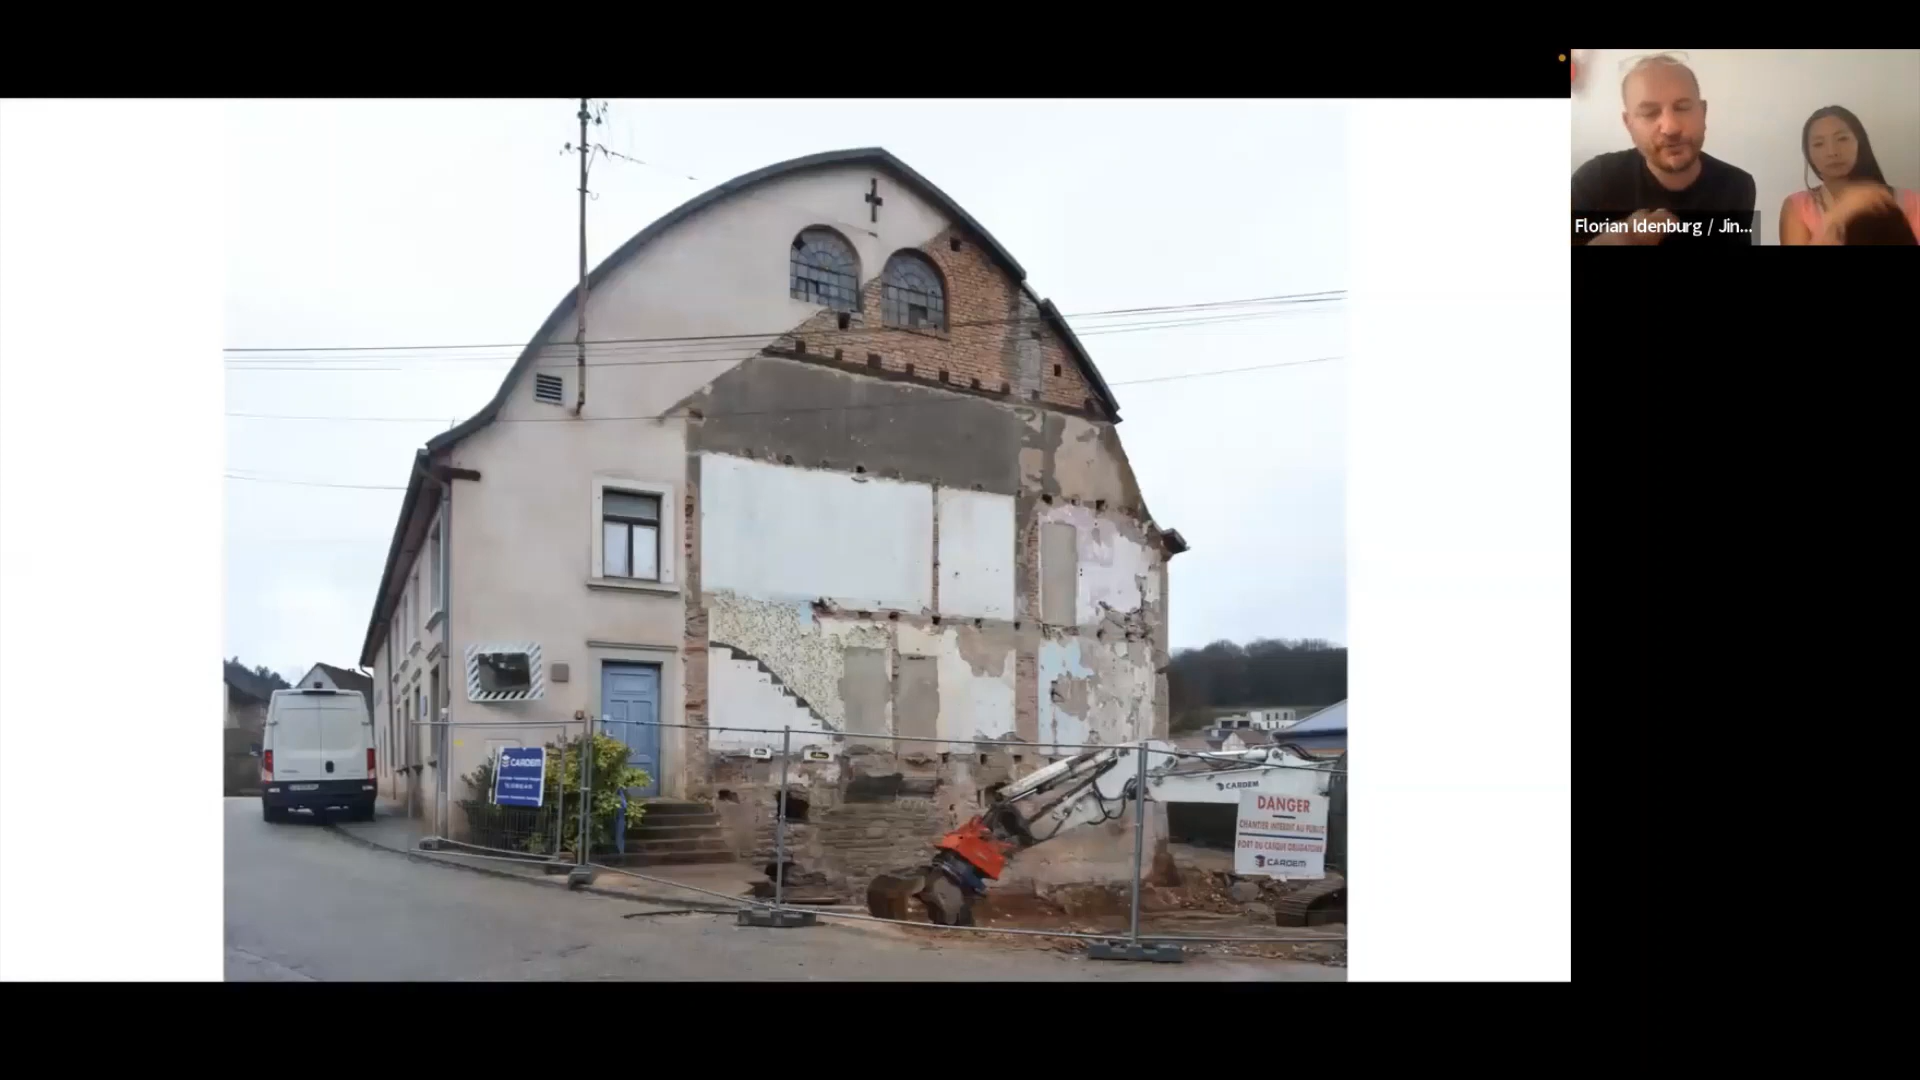 Florian Idenburg / Jin...
CARDEM
CARDEM
DANGER
CHANTIER INTERDIT AU PUBLIC
PORT DU CASQUE OBLIGATOIRE
CARDEM